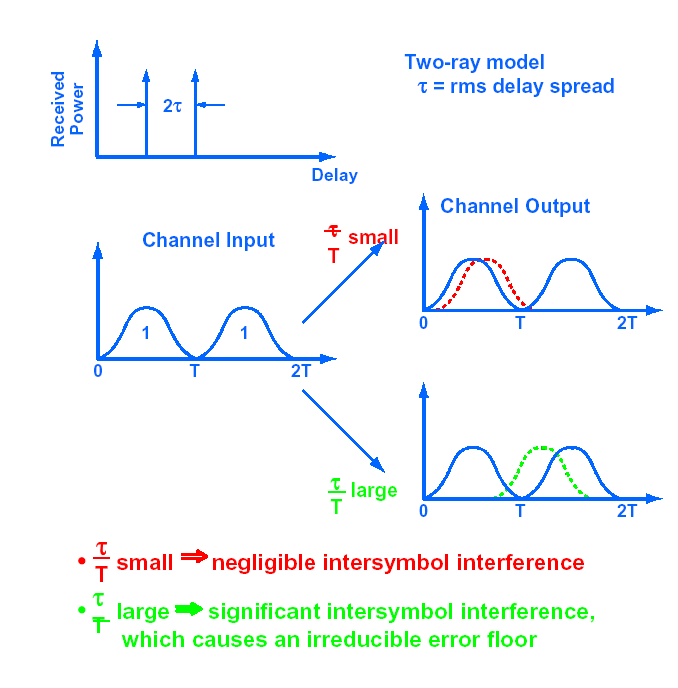 Two-ray model
τ = rms delay spread
Received
Power
2τ
Delay
Channel Input
1
1
0
T
2T
τ
T
small
Channel Output
0
T
2T
τ
T
large
0
T
2T
• τ
T
small ⇒ negligible intersymbol interference
• τ
T
large ⇒ significant intersymbol interference,
which causes an irreducible error floor